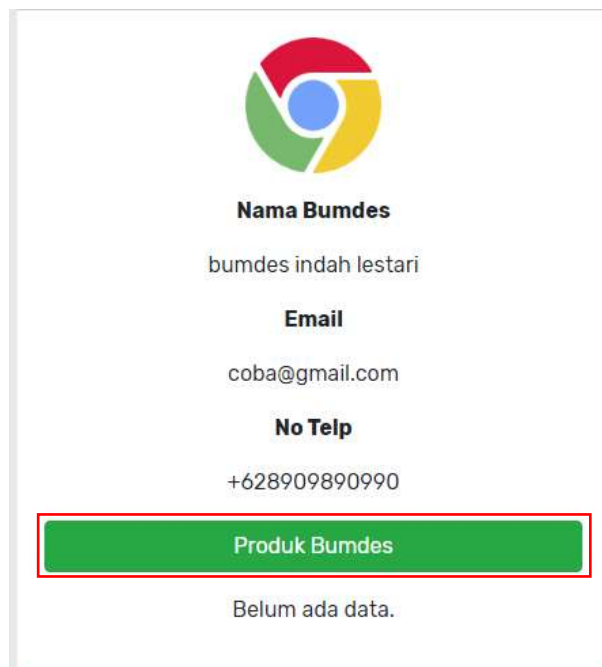 Nama Bumdes
bumdes indah lestari
Email
coba@gmail.com
No Telp
+628909890990
Produk Bumdes
Belum ada data.